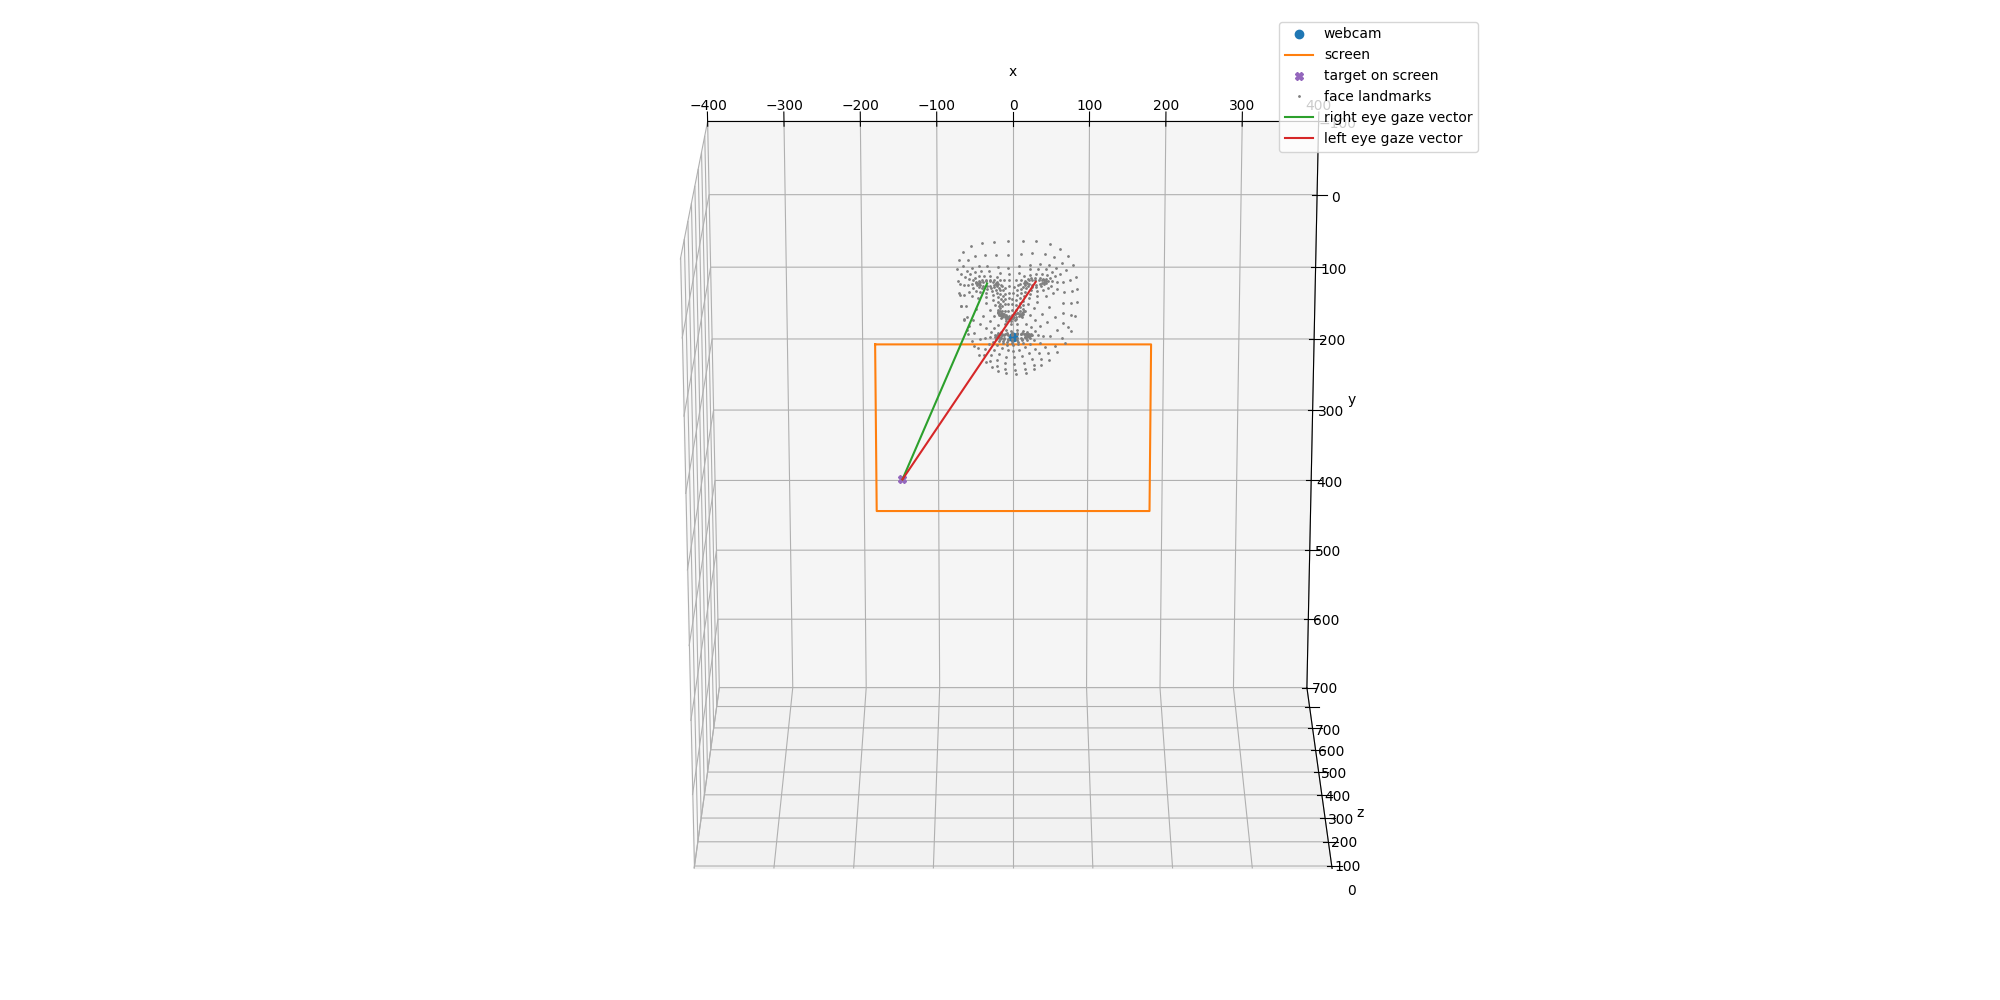 webcam
screen
target on screen
face landmarks
right eye gaze vector
left eye gaze vector
x
−400 −300 −200 −100 0 100 200 300 400
−100
0
100
200
300
y
400
500
600
700
700
600
500
400
300 z
200
100
0